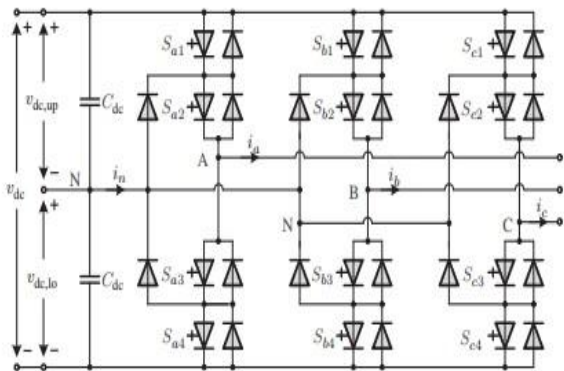 + + S_a1 S_b1 S_c1
v_dc,up C_dc S_a2 S_b2 S_c2
A i_a
− N i_n B i_b
v_dc + N C i_c
v_dc,lo C_dc S_a3 S_b3 S_c3
− − S_a4 S_b4 S_c4